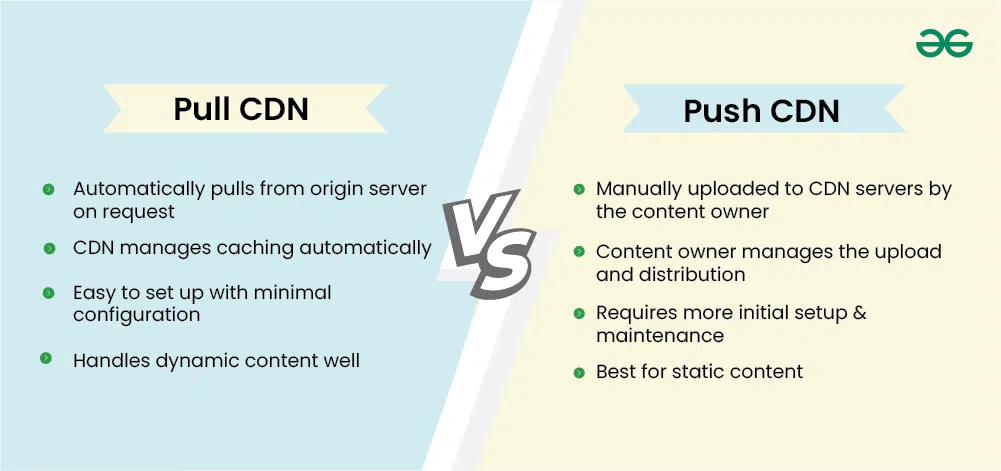 Pull CDN
Automatically pulls from origin server
on request
CDN manages caching automatically
Easy to set up with minimal
configuration
Handles dynamic content well
VS
Push CDN
Manually uploaded to CDN servers by
the content owner
Content owner manages the upload
and distribution
Requires more initial setup &
maintenance
Best for static content